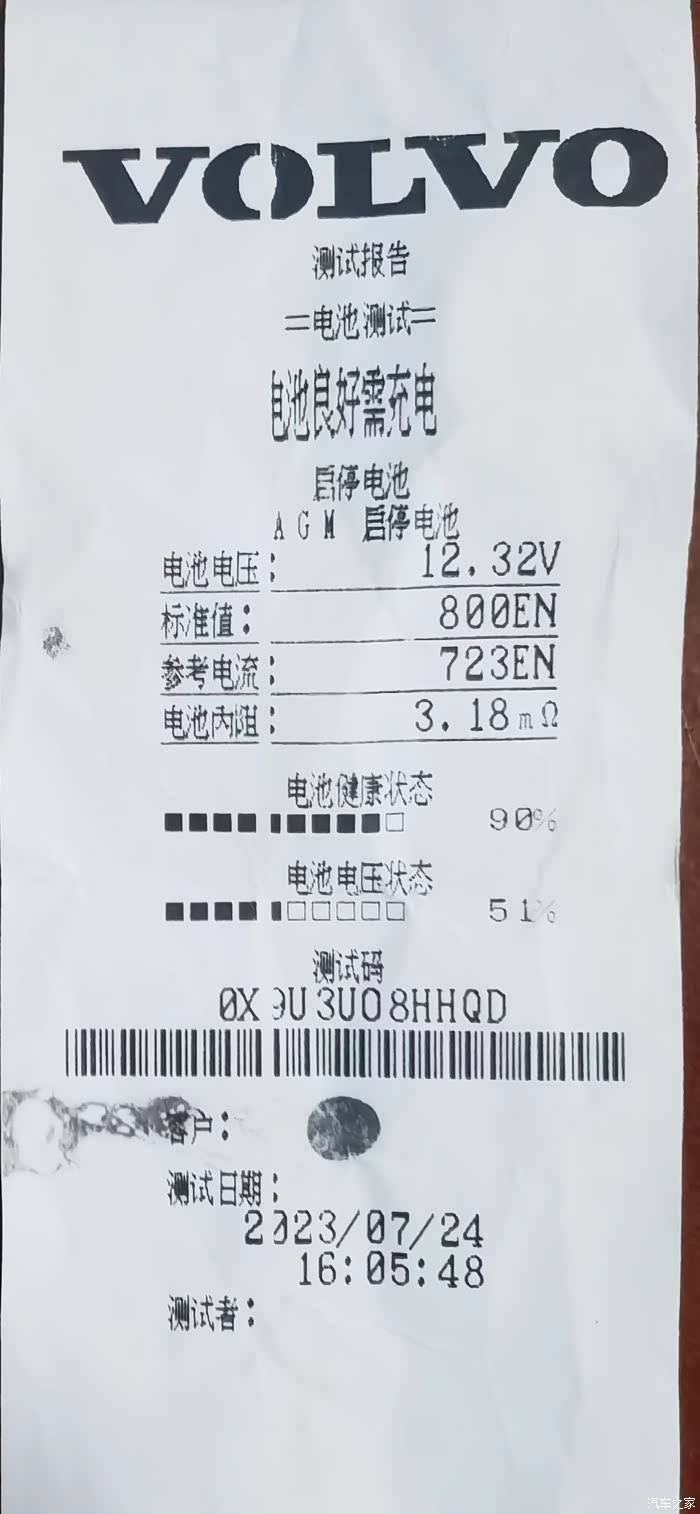 VOLVO
测试报告
=电池测试=
电池良好需充电
启停电池
AGM 启停电池
电池电压: 12.32V
标准值: 800EN
参考电流: 723EN
电池内阻: 3.18mΩ
电池健康状态
90%
电池电压状态
51%
测试码
0X9U3U08HHQD
客户:
测试日期:
2023/07/24
16:05:48
测试者:
汽车之家